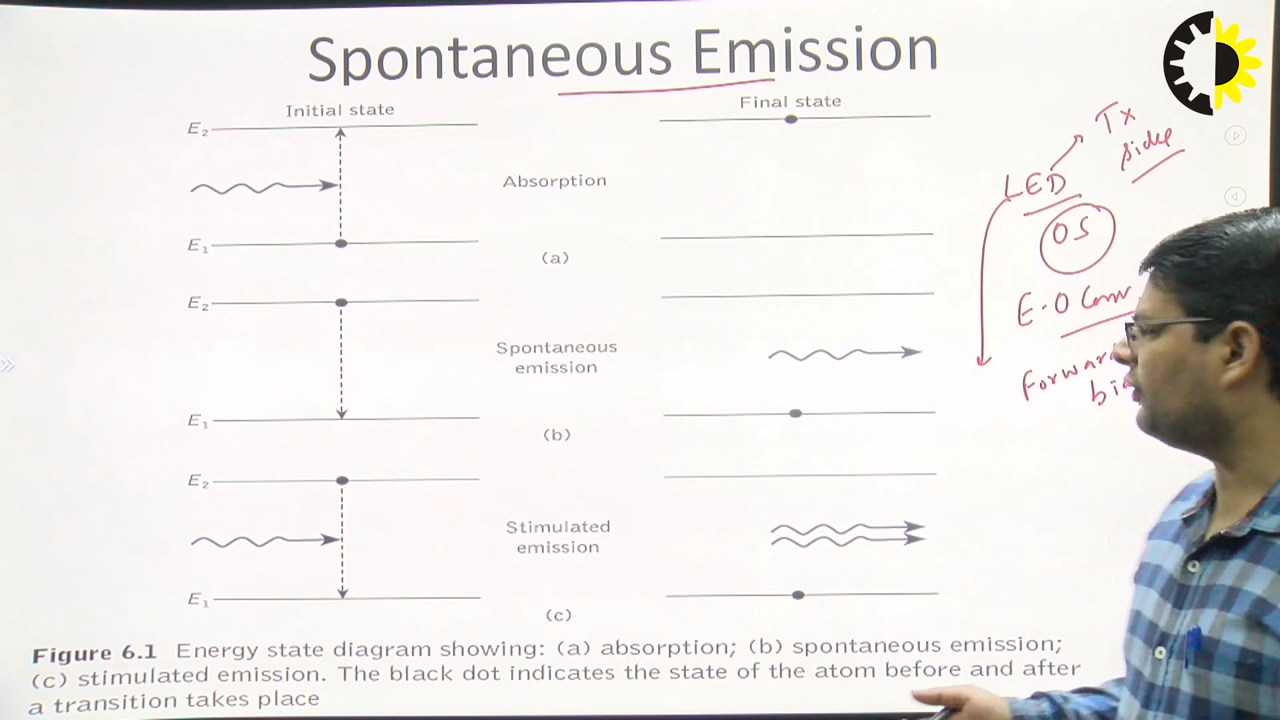 Spontaneous Emission
Initial state
Final state
E₂
Absorption
E₁
(a)
E₂
Spontaneous
emission
E₁
(b)
E₂
Stimulated
emission
E₁
(c)
Figure 6.1 Energy state diagram showing: (a) absorption; (b) spontaneous emission;
(c) stimulated emission. The black dot indicates the state of the atom before and after
a transition takes place
Tx
side
LED
OS
E-O